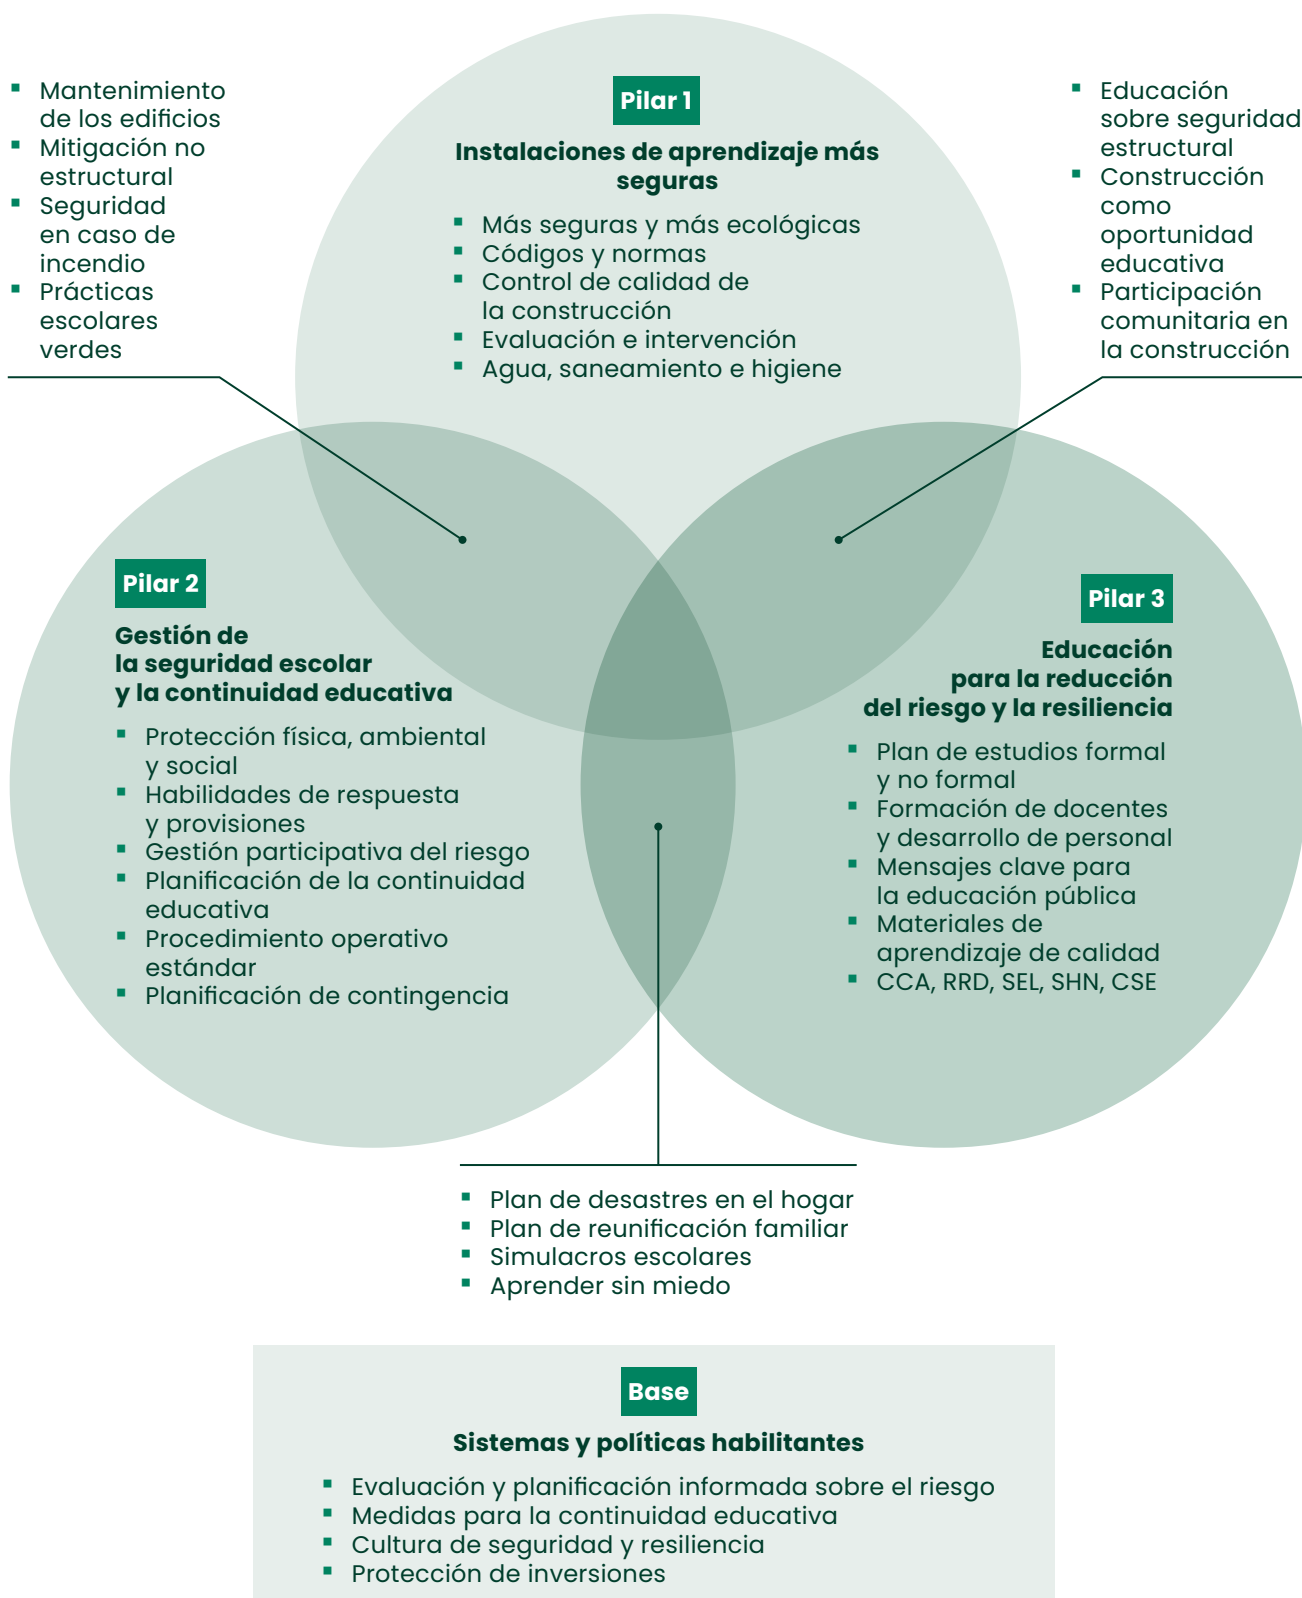 Mantenimiento
de los edificios
Mitigación no
estructural
Seguridad
en caso de
incendio
Prácticas
escolares
verdes
Pilar 1
Instalaciones de aprendizaje más
seguras
Más seguras y más ecológicas
Códigos y normas
Control de calidad de
la construcción
Evaluación e intervención
Agua, saneamiento e higiene
Educación
sobre seguridad
estructural
Construcción
como
oportunidad
educativa
Participación
comunitaria en
la construcción
Pilar 2
Gestión de
la seguridad escolar
y la continuidad educativa
Protección física, ambiental
y social
Habilidades de respuesta
y provisiones
Gestión participativa del riesgo
Planificación de la continuidad
educativa
Procedimiento operativo
estándar
Planificación de contingencia
Pilar 3
Educación
para la reducción
del riesgo y la resiliencia
Plan de estudios formal
y no formal
Formación de docentes
y desarrollo de personal
Mensajes clave para
la educación pública
Materiales de
aprendizaje de calidad
CCA, RRD, SEL, SHN, CSE
Plan de desastres en el hogar
Plan de reunificación familiar
Simulacros escolares
Aprender sin miedo
Base
Sistemas y políticas habilitantes
Evaluación y planificación informada sobre el riesgo
Medidas para la continuidad educativa
Cultura de seguridad y resiliencia
Protección de inversiones